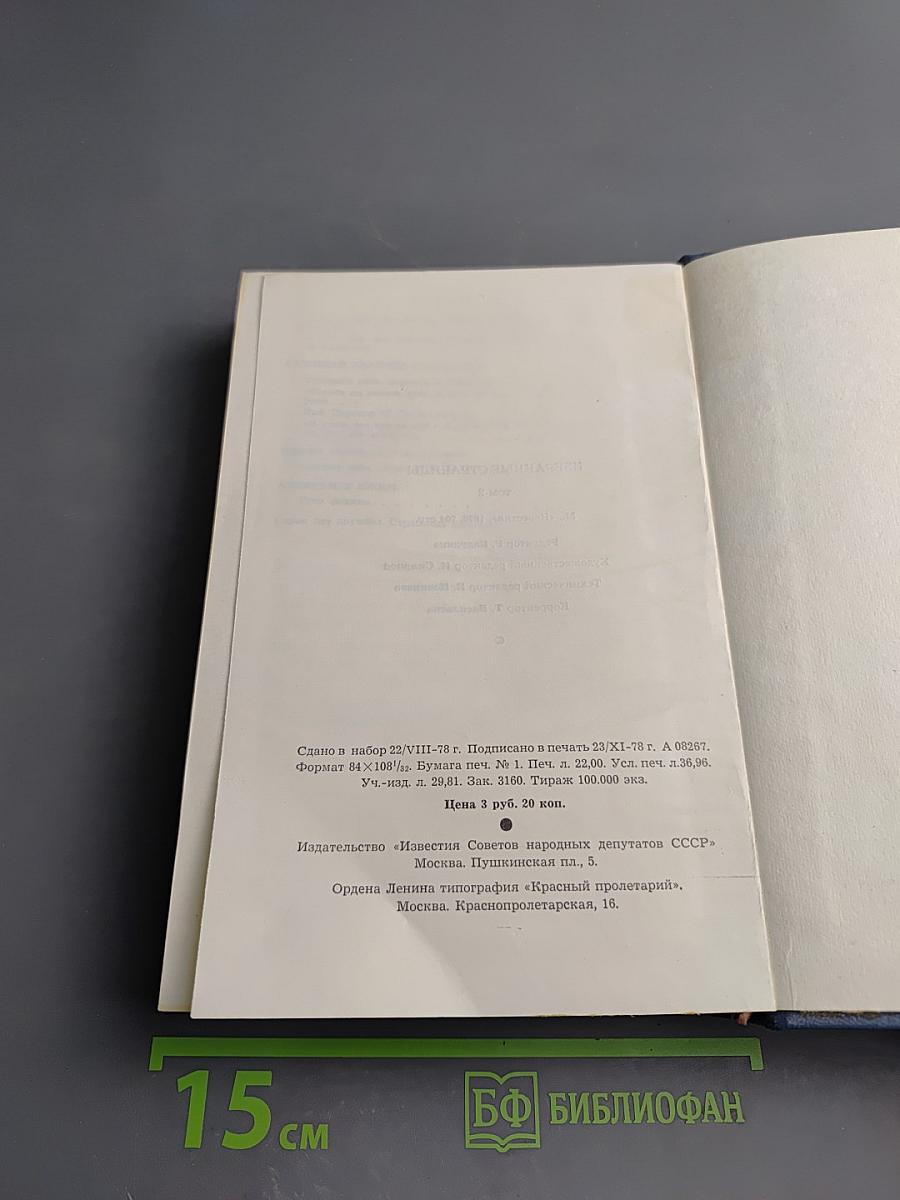 Сдано в набор 22/VIII-78 г. Подписано в печать 23/XI-78 г. А 08267.
Формат 84×108¹/₃₂. Бумага печ. № 1. Печ. л. 22,00. Усл. печ. л.36,96.
Уч.-изд. л. 29,81. Зак. 3160. Тираж 100.000 экз.
Цена 3 руб. 20 коп.
Издательство «Известия Советов народных депутатов СССР»
Москва. Пушкинская пл., 5.
Ордена Ленина типография «Красный пролетарий».
Москва. Краснопролетарская, 16.
15 см
БФ БИБЛИОФАН